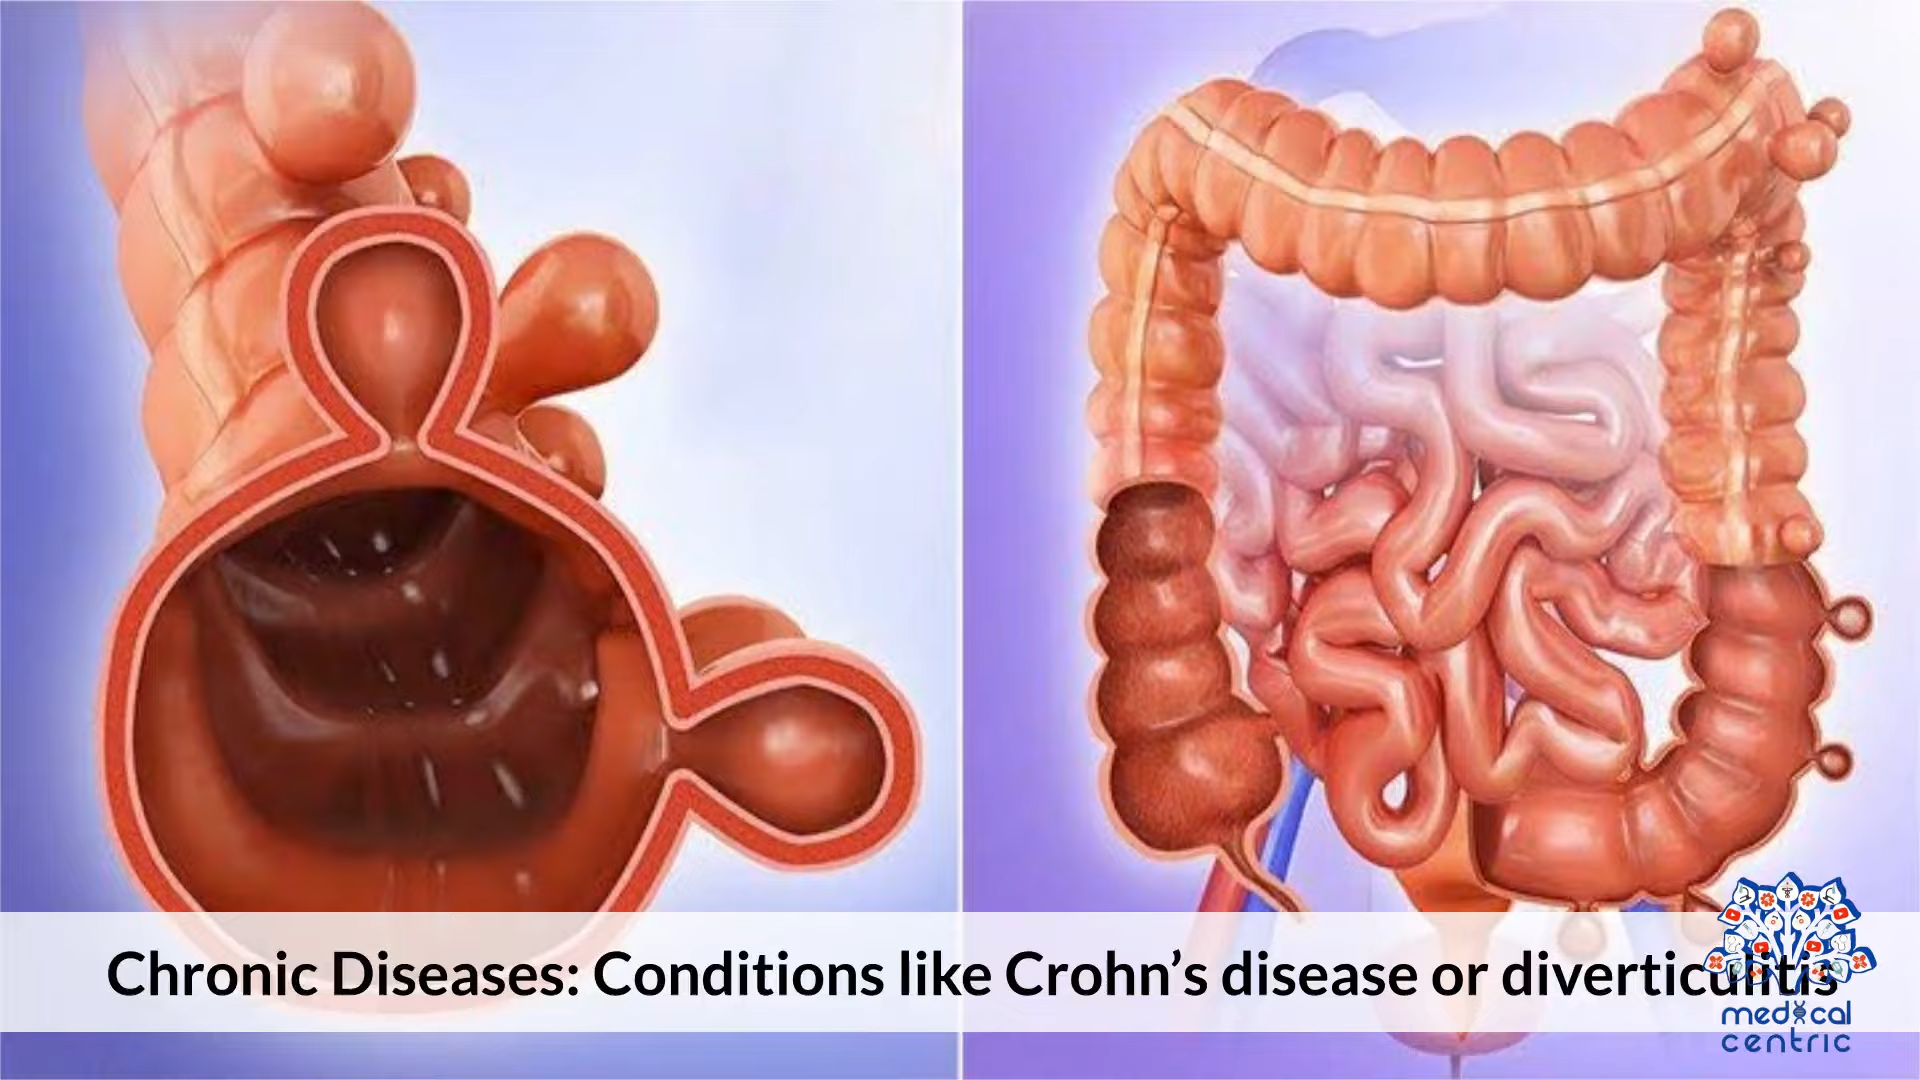 Chronic Diseases: Conditions like Crohn’s disease or diverticulitis
medical
centric